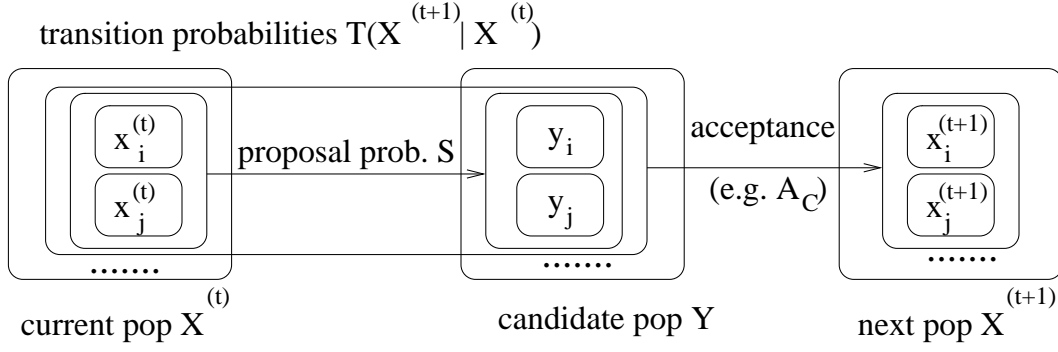 transition probabilities T(X^(t+1) | X^(t))
x_i^(t)
x_j^(t)
.......
proposal prob. S
y_i
y_j
.......
acceptance
(e.g. A_C)
x_i^(t+1)
x_j^(t+1)
.......
current pop X^(t)
candidate pop Y
next pop X^(t+1)